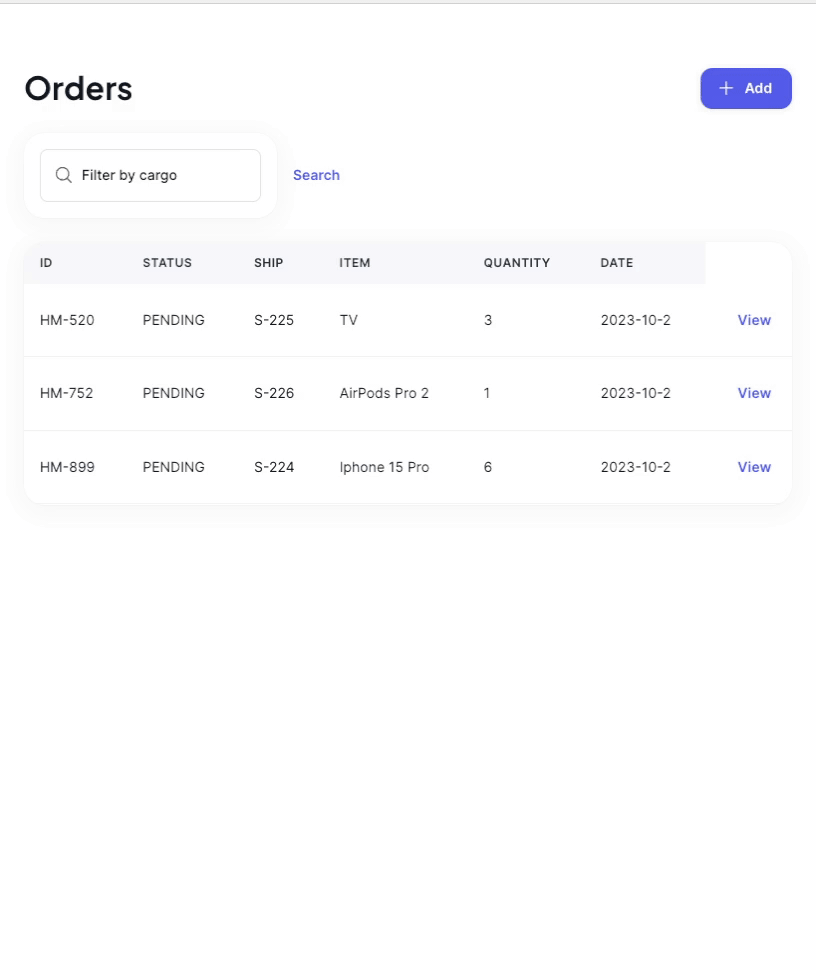 Orders
Add
Filter by cargo
Search
ID STATUS SHIP ITEM QUANTITY DATE
HM-520 PENDING S-225 TV 3 2023-10-2 View
HM-752 PENDING S-226 AirPods Pro 2 1 2023-10-2 View
HM-899 PENDING S-224 Iphone 15 Pro 6 2023-10-2 View